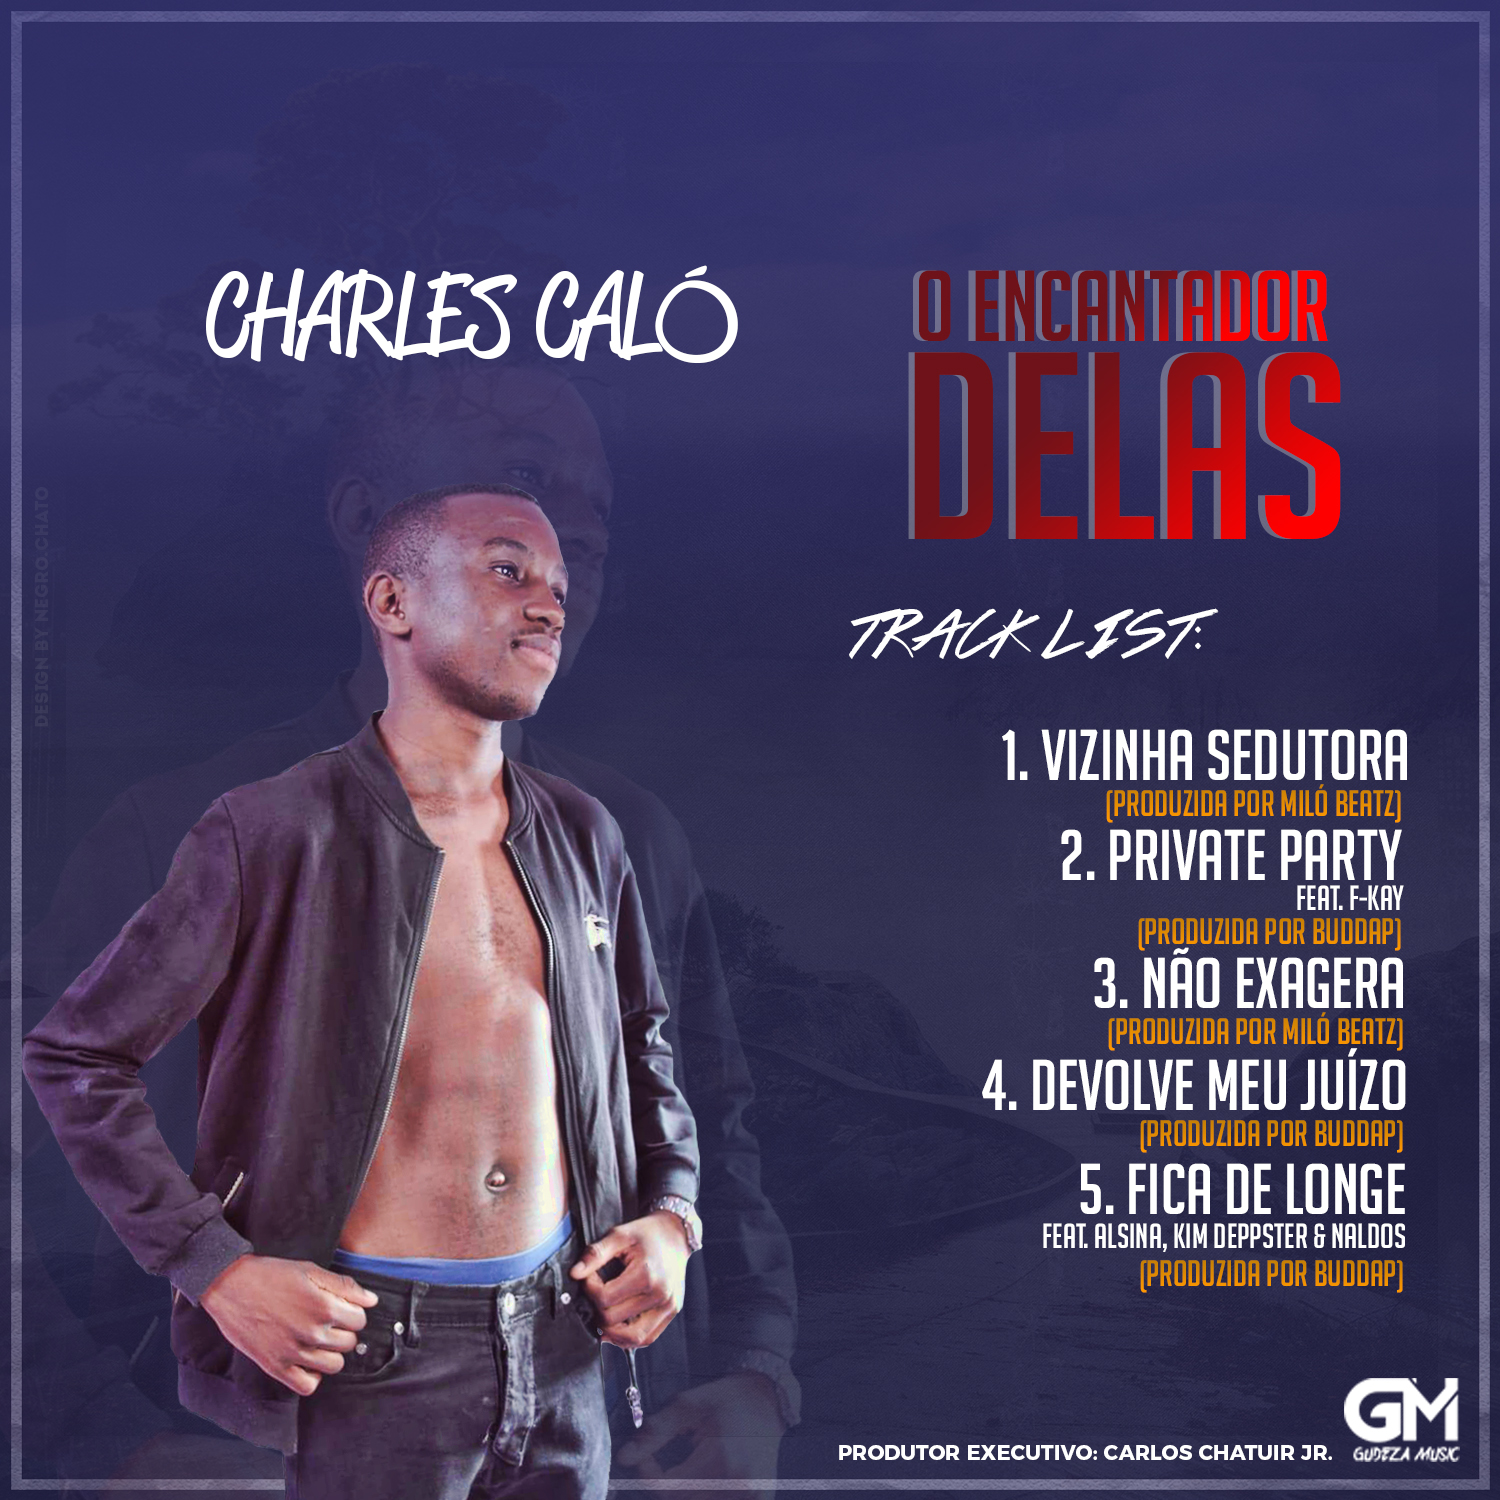 CHARLES CALÓ
O ENCANTADOR
DELAS
TRACK LIST:
1. VIZINHA SEDUTORA
(PRODUZIDA POR MILÓ BEATZ)
2. PRIVATE PARTY
FEAT. F-KAY
(PRODUZIDA POR BUDDAP)
3. NÃO EXAGERA
(PRODUZIDA POR MILÓ BEATZ)
4. DEVOLVE MEU JUÍZO
(PRODUZIDA POR BUDDAP)
5. FICA DE LONGE
FEAT. ALSINA, KIM DEPPSTER & NALDOS
(PRODUZIDA POR BUDDAP)
PRODUTOR EXECUTIVO: CARLOS CHATUIR JR.
GM
GUDEZA MUSIC
DESIGN BY NEGRO.CHATO